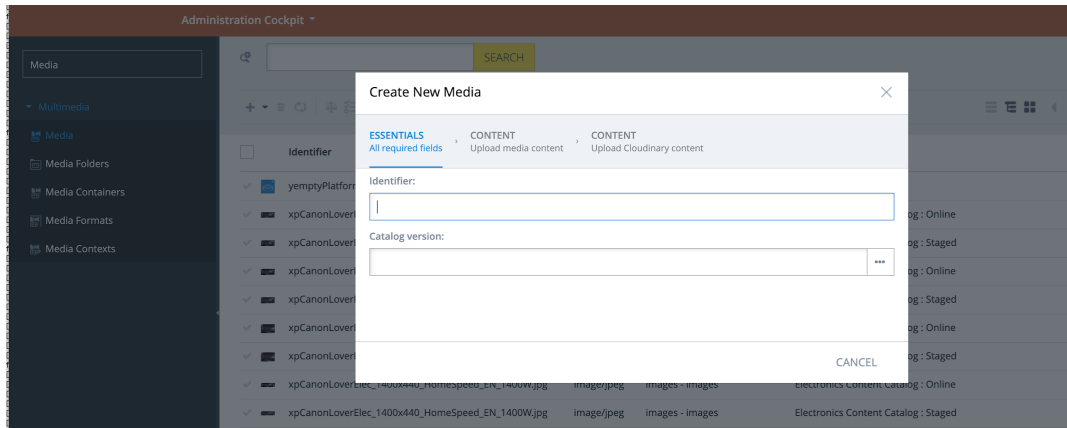 Administration Cockpit
Media
SEARCH
Multimedia
Media
Media Folders
Media Containers
Media Formats
Media Contexts
Identifier
Create New Media
ESSENTIALS
All required fields
CONTENT
Upload media content
CONTENT
Upload Cloudinary content
Identifier:
Catalog version:
CANCEL
yemptyPlatfor
xpCanonLover
og : Online
xpCanonLover
og : Staged
xpCanonLover
og : Online
xpCanonLover
og : Staged
xpCanonLover
og : Online
xpCanonLover
og : Staged
xpCanonLoverElec_1400x440_HomeSpeed_EN_1400W.jpg image/jpeg images - images Electronics Content Catalog : Online
xpCanonLoverElec_1400x440_HomeSpeed_EN_1400W.jpg image/jpeg images - images Electronics Content Catalog : Staged